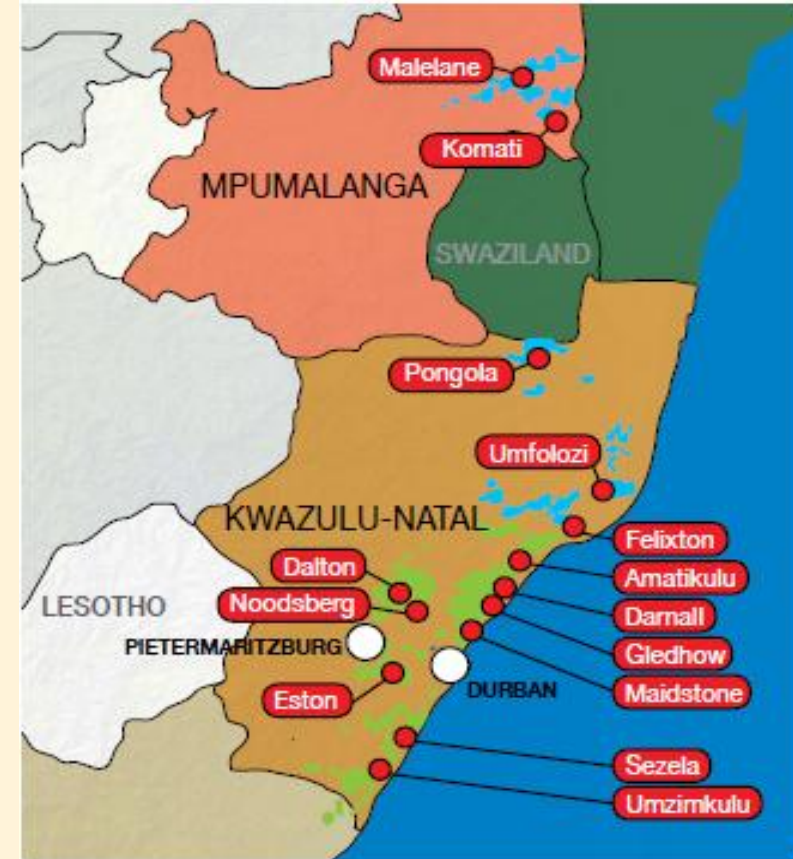 Malelane
Komati
MPUMALANGA
SWAZILAND
Pongola
Umfolozi
KWAZULU-NATAL
Felixton
Dalton
Amatikulu
Noodsberg
Darnall
LESOTHO
PIETERMARITZBURG
Gledhow
Eston
DURBAN
Maidstone
Sezela
Umzimkulu